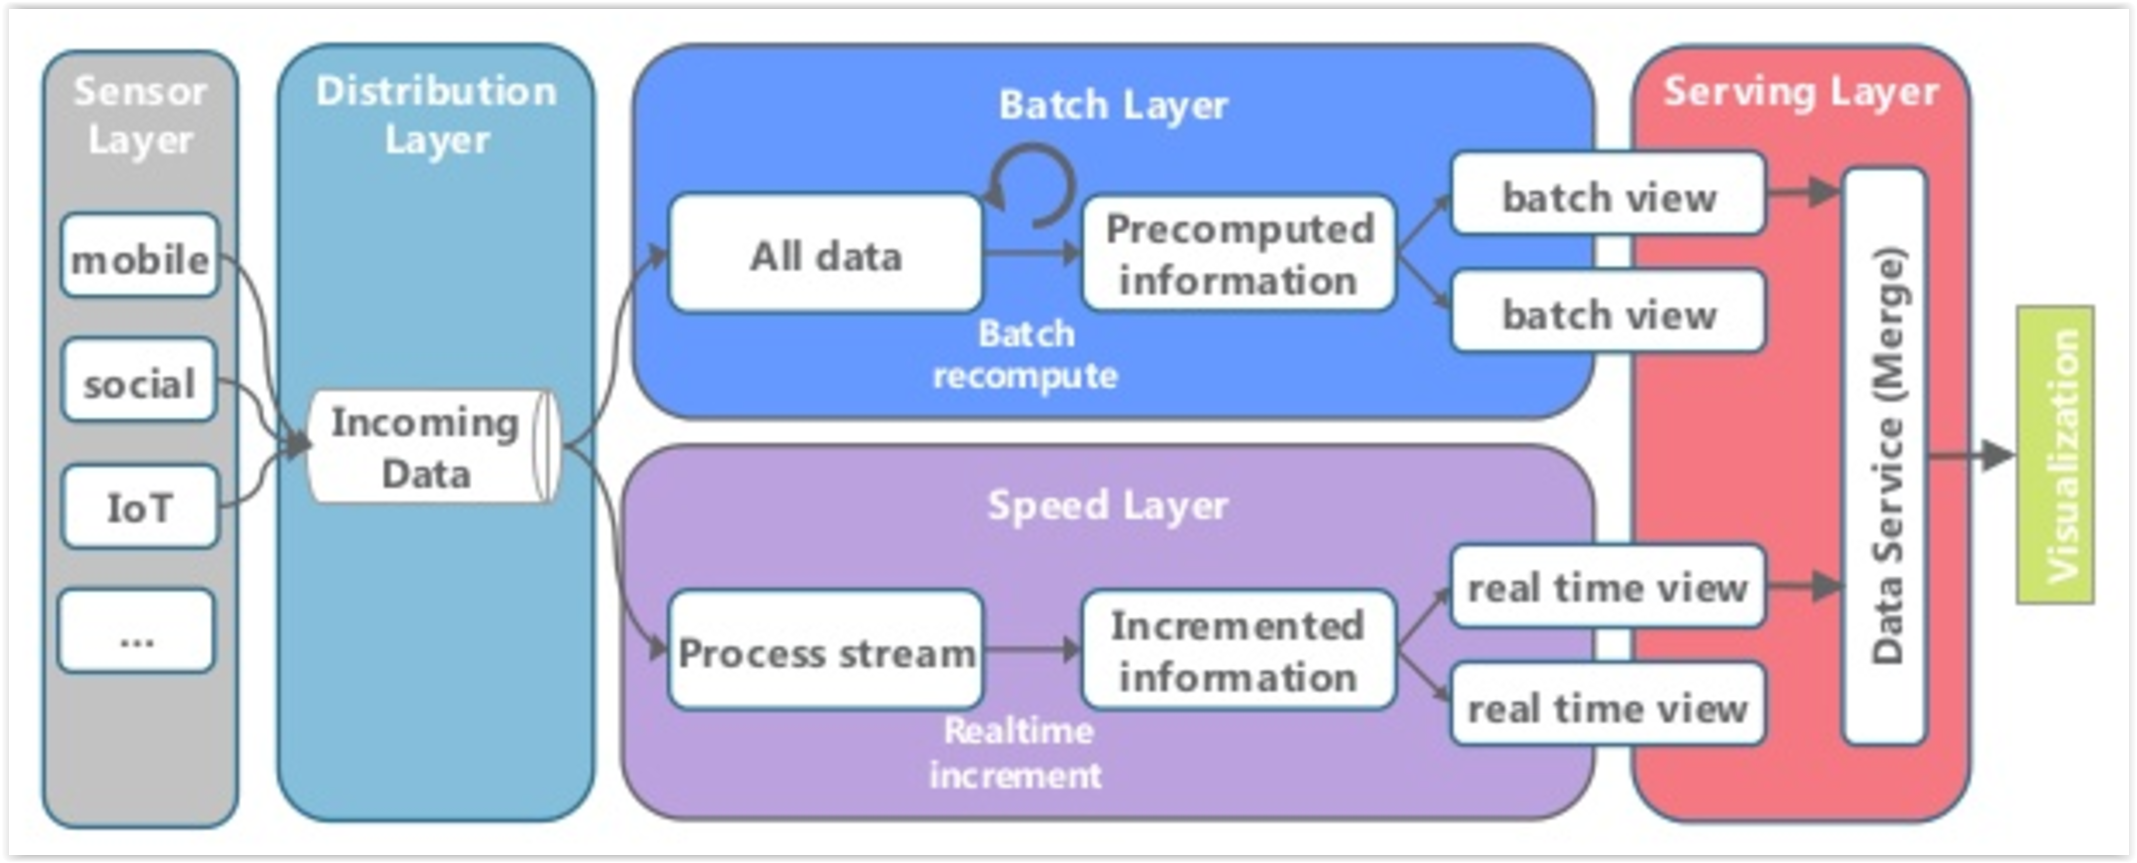 Sensor
Layer
mobile
social
IoT
...
Distribution
Layer
Incoming
Data
Batch Layer
All data
Precomputed
information
Batch
recompute
batch view
batch view
Speed Layer
Process stream
Incremented
information
Realtime
increment
real time view
real time view
Serving Layer
Data Service (Merge)
Visualization